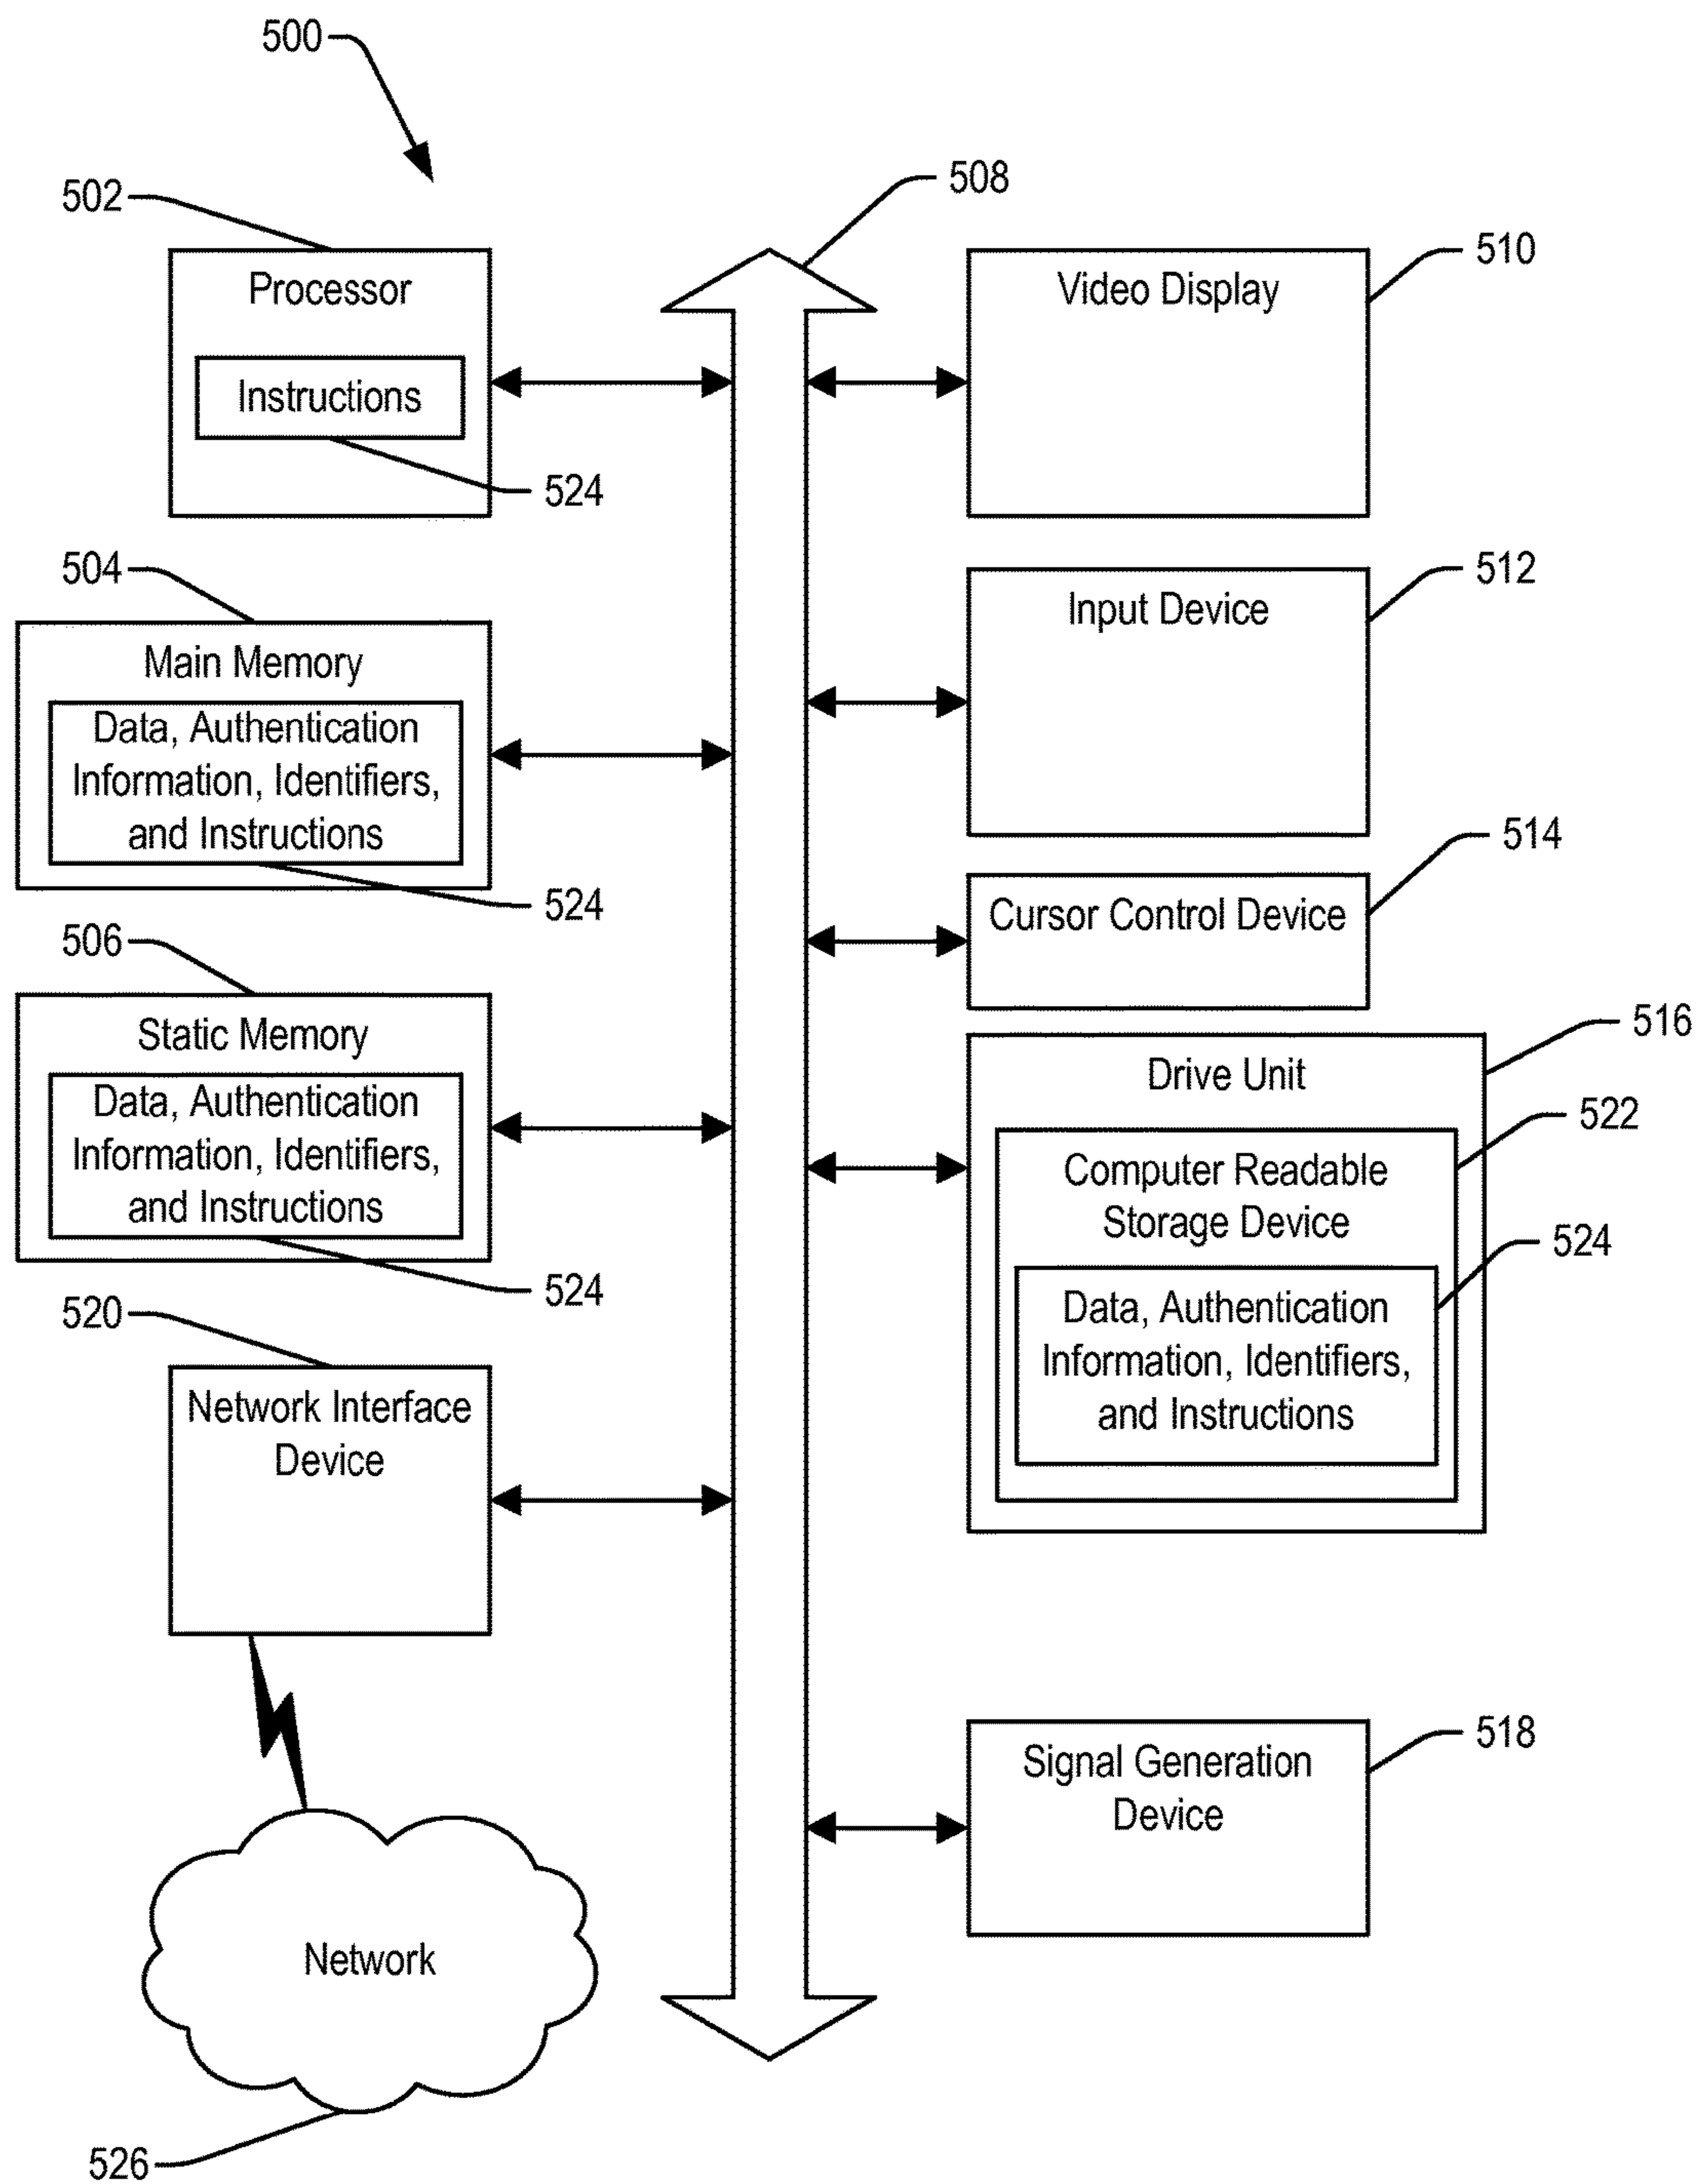 500
502
508
510
Processor
Instructions
524
Video Display
504
Main Memory
Data, Authentication
Information, Identifiers,
and Instructions
524
512
Input Device
514
Cursor Control Device
506
Static Memory
Data, Authentication
Information, Identifiers,
and Instructions
524
516
Drive Unit
522
Computer Readable
Storage Device
524
Data, Authentication
Information, Identifiers,
and Instructions
520
Network Interface
Device
518
Signal Generation
Device
Network
526